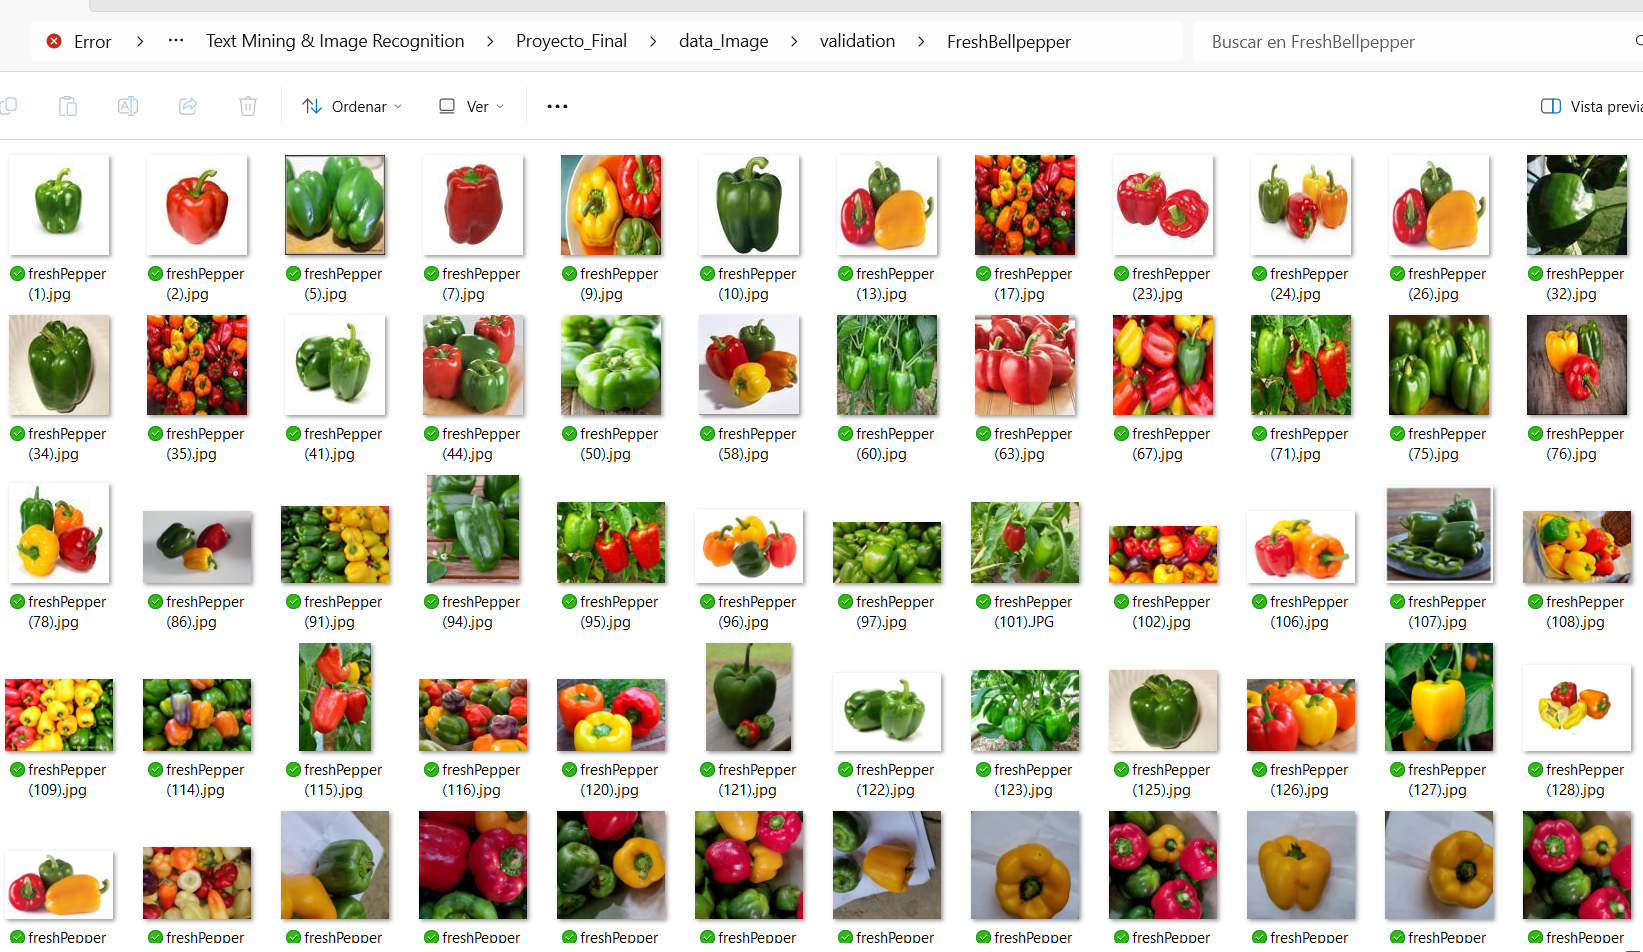 Error > ... Text Mining & Image Recognition > Proyecto_Final > data_Image > validation > FreshBellpepper
Buscar en FreshBellpepper
Ordenar
Ver
...
Vista previa
freshPepper (1).jpg
freshPepper (2).jpg
freshPepper (5).jpg
freshPepper (7).jpg
freshPepper (9).jpg
freshPepper (10).jpg
freshPepper (13).jpg
freshPepper (17).jpg
freshPepper (23).jpg
freshPepper (24).jpg
freshPepper (26).jpg
freshPepper (32).jpg
freshPepper (34).jpg
freshPepper (35).jpg
freshPepper (41).jpg
freshPepper (44).jpg
freshPepper (50).jpg
freshPepper (58).jpg
freshPepper (60).jpg
freshPepper (63).jpg
freshPepper (67).jpg
freshPepper (71).jpg
freshPepper (75).jpg
freshPepper (76).jpg
freshPepper (78).jpg
freshPepper (86).jpg
freshPepper (91).jpg
freshPepper (94).jpg
freshPepper (95).jpg
freshPepper (96).jpg
freshPepper (97).jpg
freshPepper (101).JPG
freshPepper (102).jpg
freshPepper (106).jpg
freshPepper (107).jpg
freshPepper (108).jpg
freshPepper (109).jpg
freshPepper (114).jpg
freshPepper (115).jpg
freshPepper (116).jpg
freshPepper (120).jpg
freshPepper (121).jpg
freshPepper (122).jpg
freshPepper (123).jpg
freshPepper (125).jpg
freshPepper (126).jpg
freshPepper (127).jpg
freshPepper (128).jpg
freshPepper
freshPepper
freshPepper
freshPepper
freshPepper
freshPepper
freshPepper
freshPepper
freshPepper
freshPepper
freshPepper
freshPepper